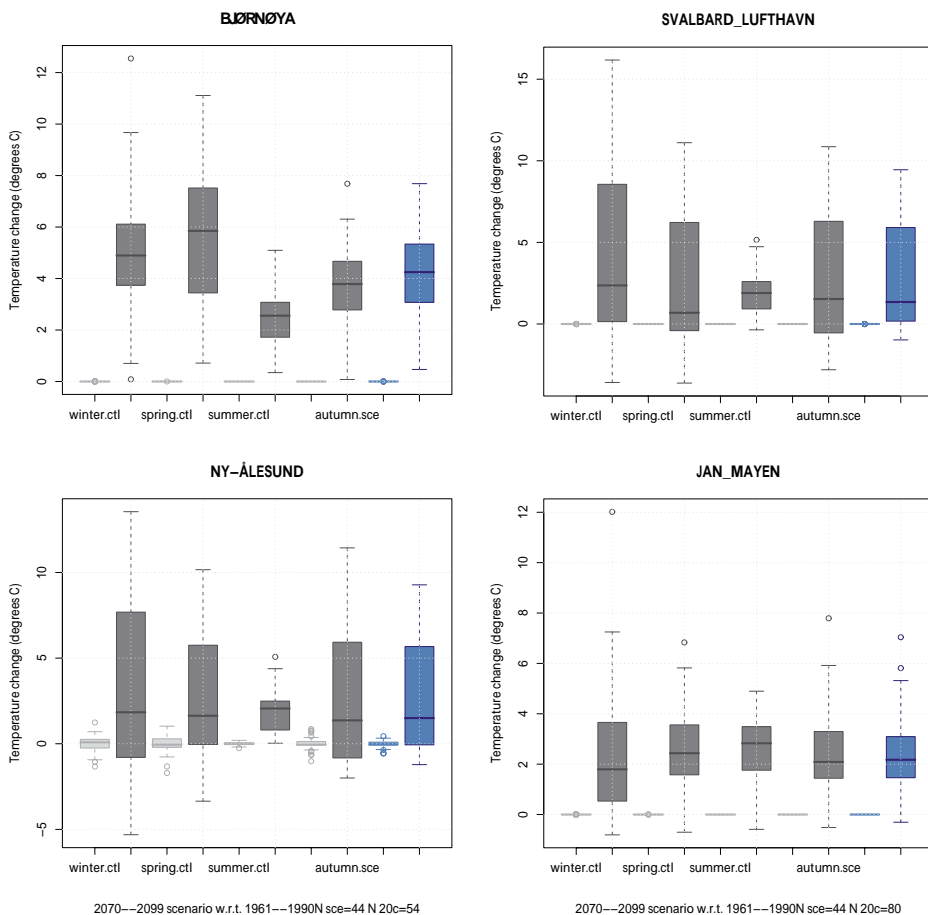 BJØRNØYA
Temperature change (degrees C)
12
10
8
6
4
2
0
winter.ctl spring.ctl summer.ctl autumn.sce
SVALBARD_LUFTHAVN
Temperature change (degrees C)
15
10
5
0
winter.ctl spring.ctl summer.ctl autumn.sce
NY–ÅLESUND
Temperature change (degrees C)
10
5
0
−5
winter.ctl spring.ctl summer.ctl autumn.sce
2070−−2099 scenario w.r.t. 1961−−1990N sce=44 N 20c=54
JAN_MAYEN
Temperature change (degrees C)
12
10
8
6
4
2
0
winter.ctl spring.ctl summer.ctl autumn.sce
2070−−2099 scenario w.r.t. 1961−−1990N sce=44 N 20c=80